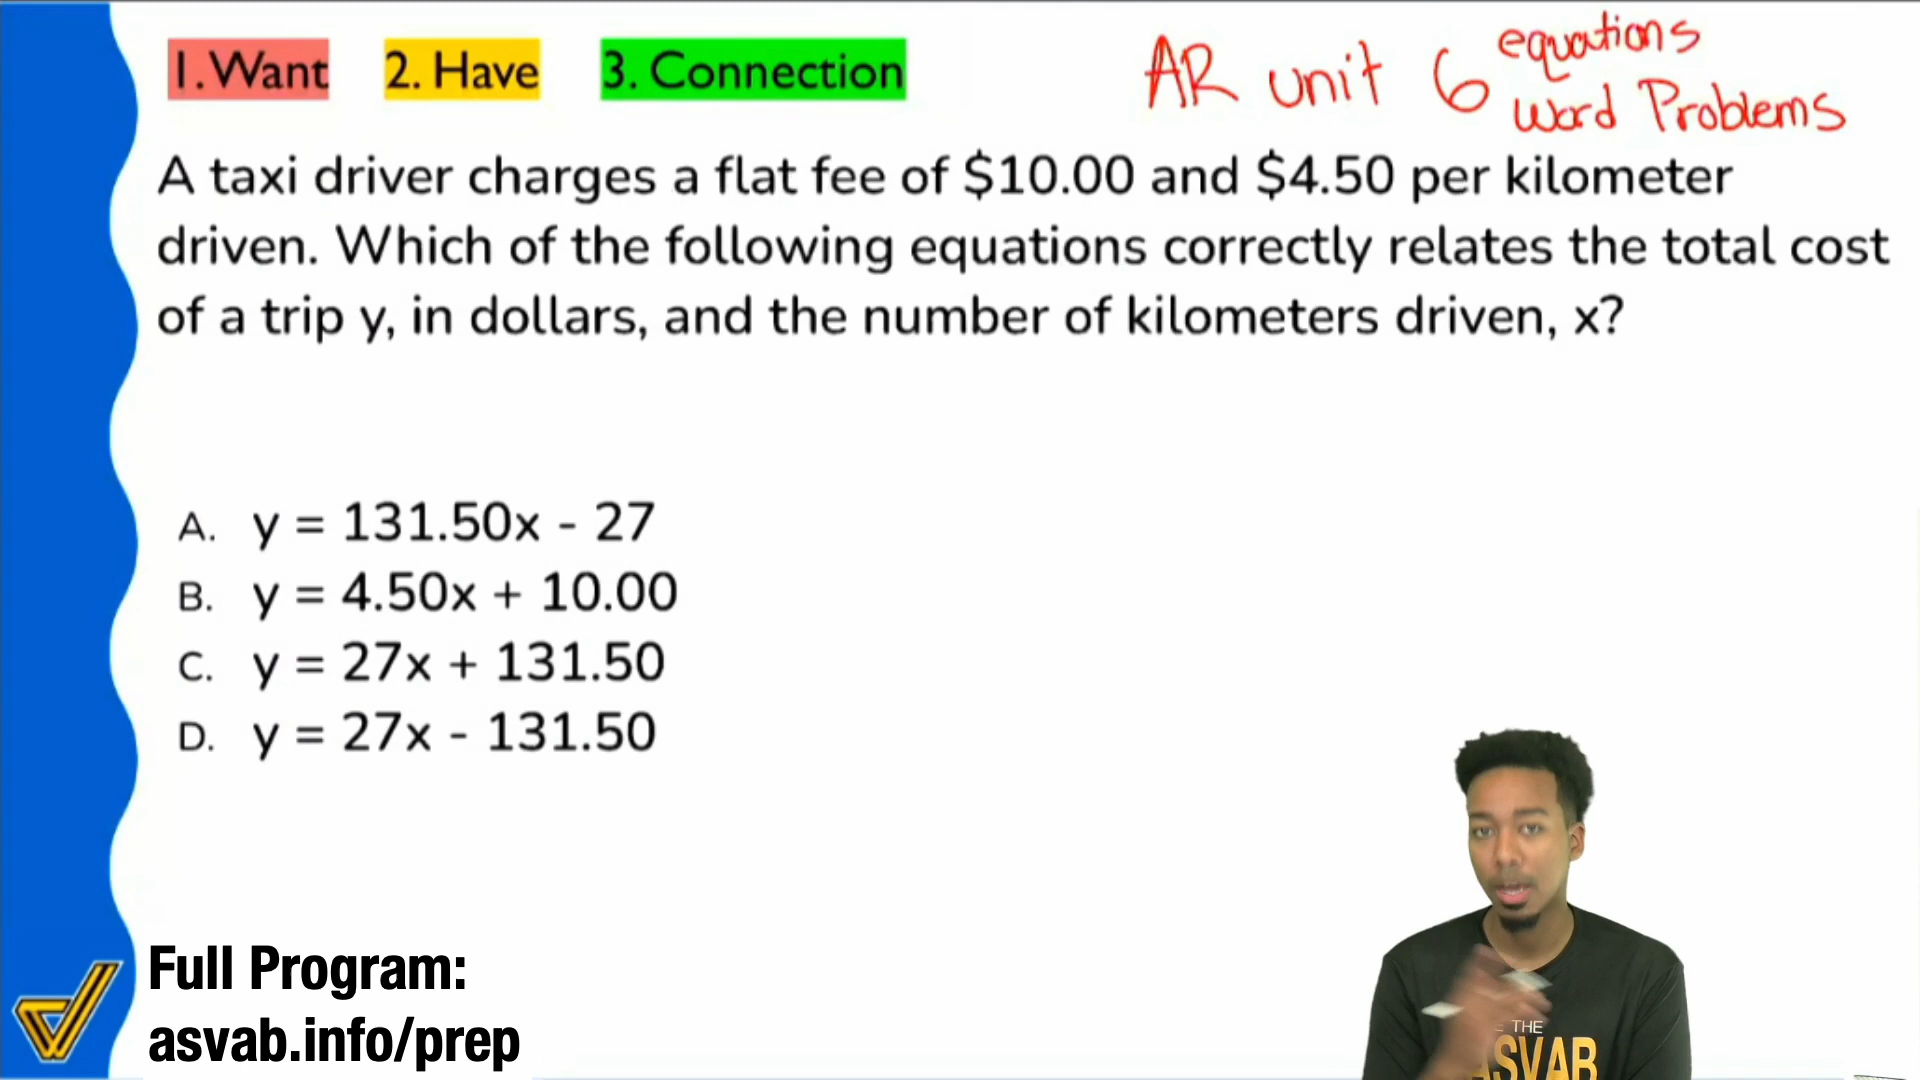 1. Want 2. Have 3. Connection
AR unit 6 equations
Word Problems
A taxi driver charges a flat fee of $10.00 and $4.50 per kilometer
driven. Which of the following equations correctly relates the total cost
of a trip y, in dollars, and the number of kilometers driven, x?
A. y = 131.50x - 27
B. y = 4.50x + 10.00
C. y = 27x + 131.50
D. y = 27x - 131.50
Full Program:
asvab.info/prep
THE
ASVAB